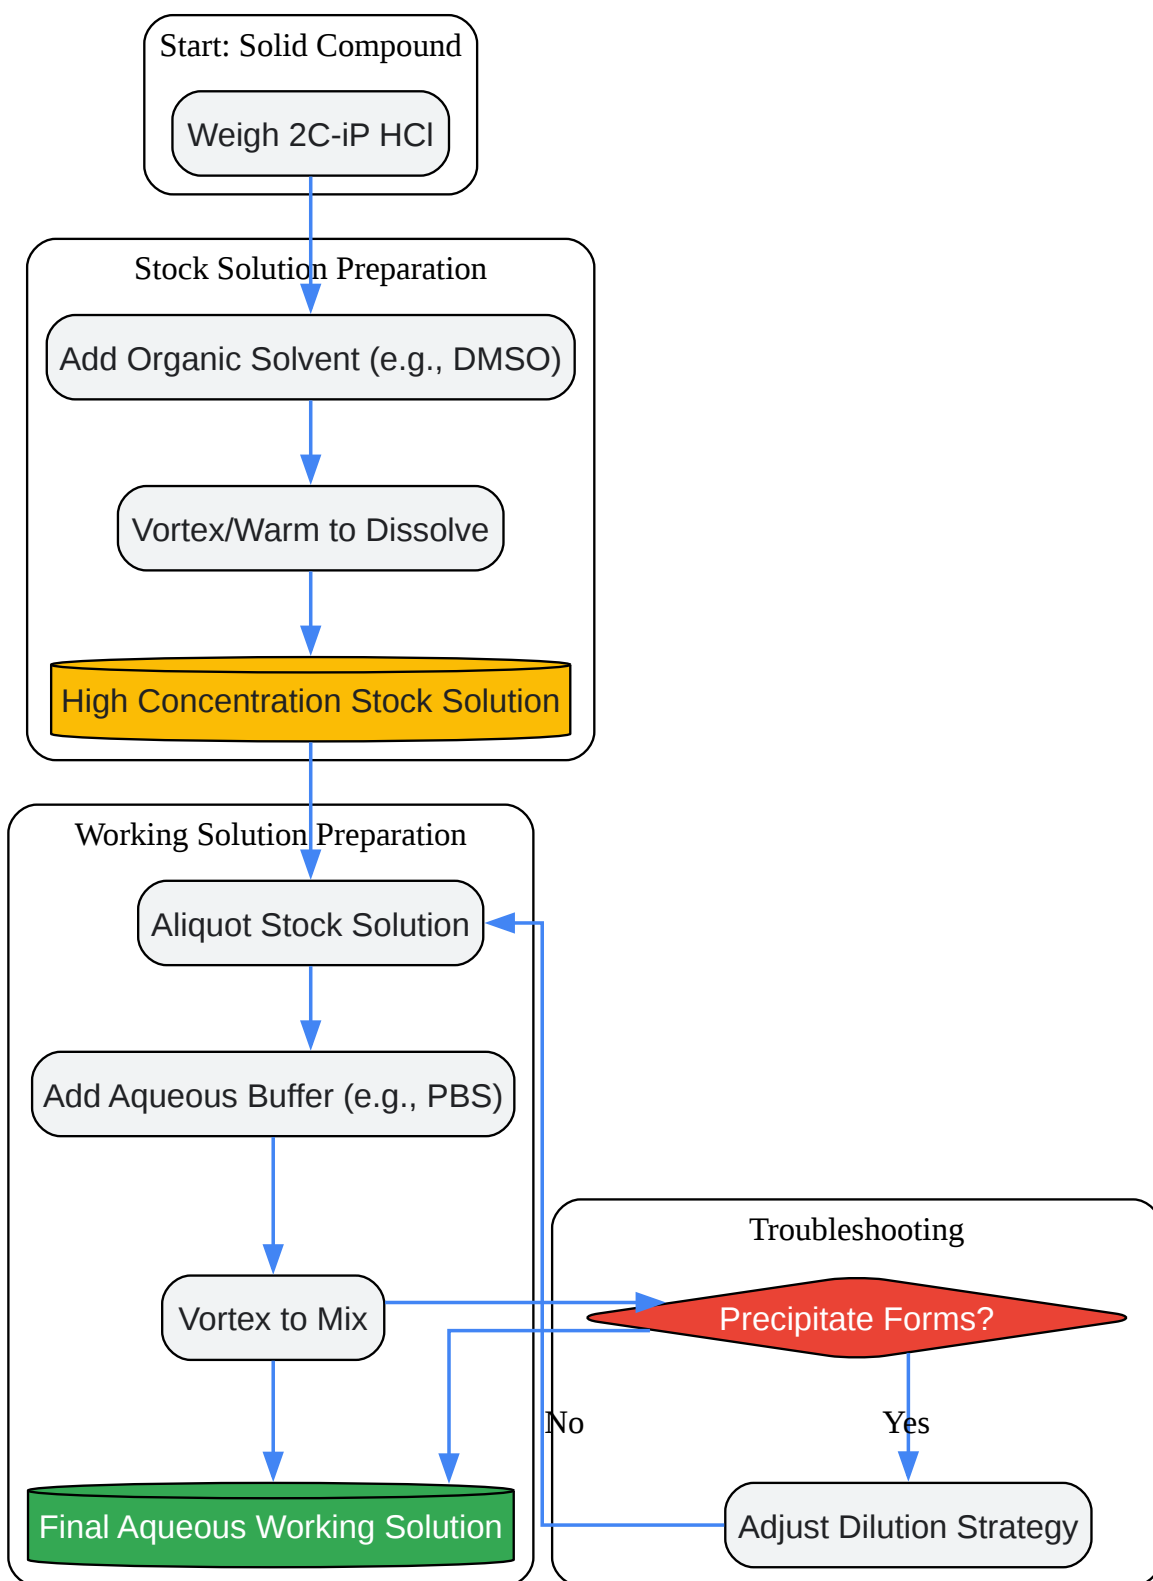 Start: Solid Compound
Weigh 2C-iP HCl
Stock Solution Preparation
Add Organic Solvent (e.g., DMSO)
Vortex/Warm to Dissolve
High Concentration Stock Solution
Working Solution Preparation
Aliquot Stock Solution
Add Aqueous Buffer (e.g., PBS)
Troubleshooting
Vortex to Mix
Precipitate Forms?
No
Yes
Final Aqueous Working Solution
Adjust Dilution Strategy